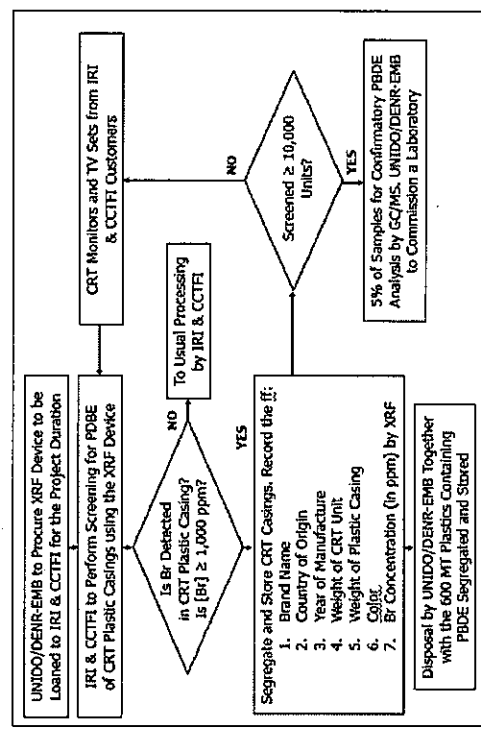 UNIDO/DENR-EMB to Procure XRF Device to be
Loaned to IRI & CCTFI for the Project Duration
IRI & CCTFI to Perform Screening for PDBE
of CRT Plastic Casings using the XRF Device
CRT Monitors and TV Sets from IRI
& CCTFI Customers
Is Br Detected
in CRT Plastic Casing?
Is [Br] ≥ 1,000 ppm?
NO
To Usual Processing
by IRI & CCTFI
YES
Segregate and Store CRT Casings. Record the ff:
1. Brand Name
2. Country of Origin
3. Year of Manufacture
4. Weight of CRT Unit
5. Weight of Plastic Casing
6. Color
7. Br Concentration (in ppm) by XRF
Screened ≥ 10,000
Units?
NO
YES
5% of Samples for Confirmatory PBDE
Analysis by GC/MS. UNIDO/DENR-EMB
to Commission a Laboratory
Disposal by UNIDO/DENR-EMB Together
with the 600 MT Plastics Containing
PBDE Segregated and Stored